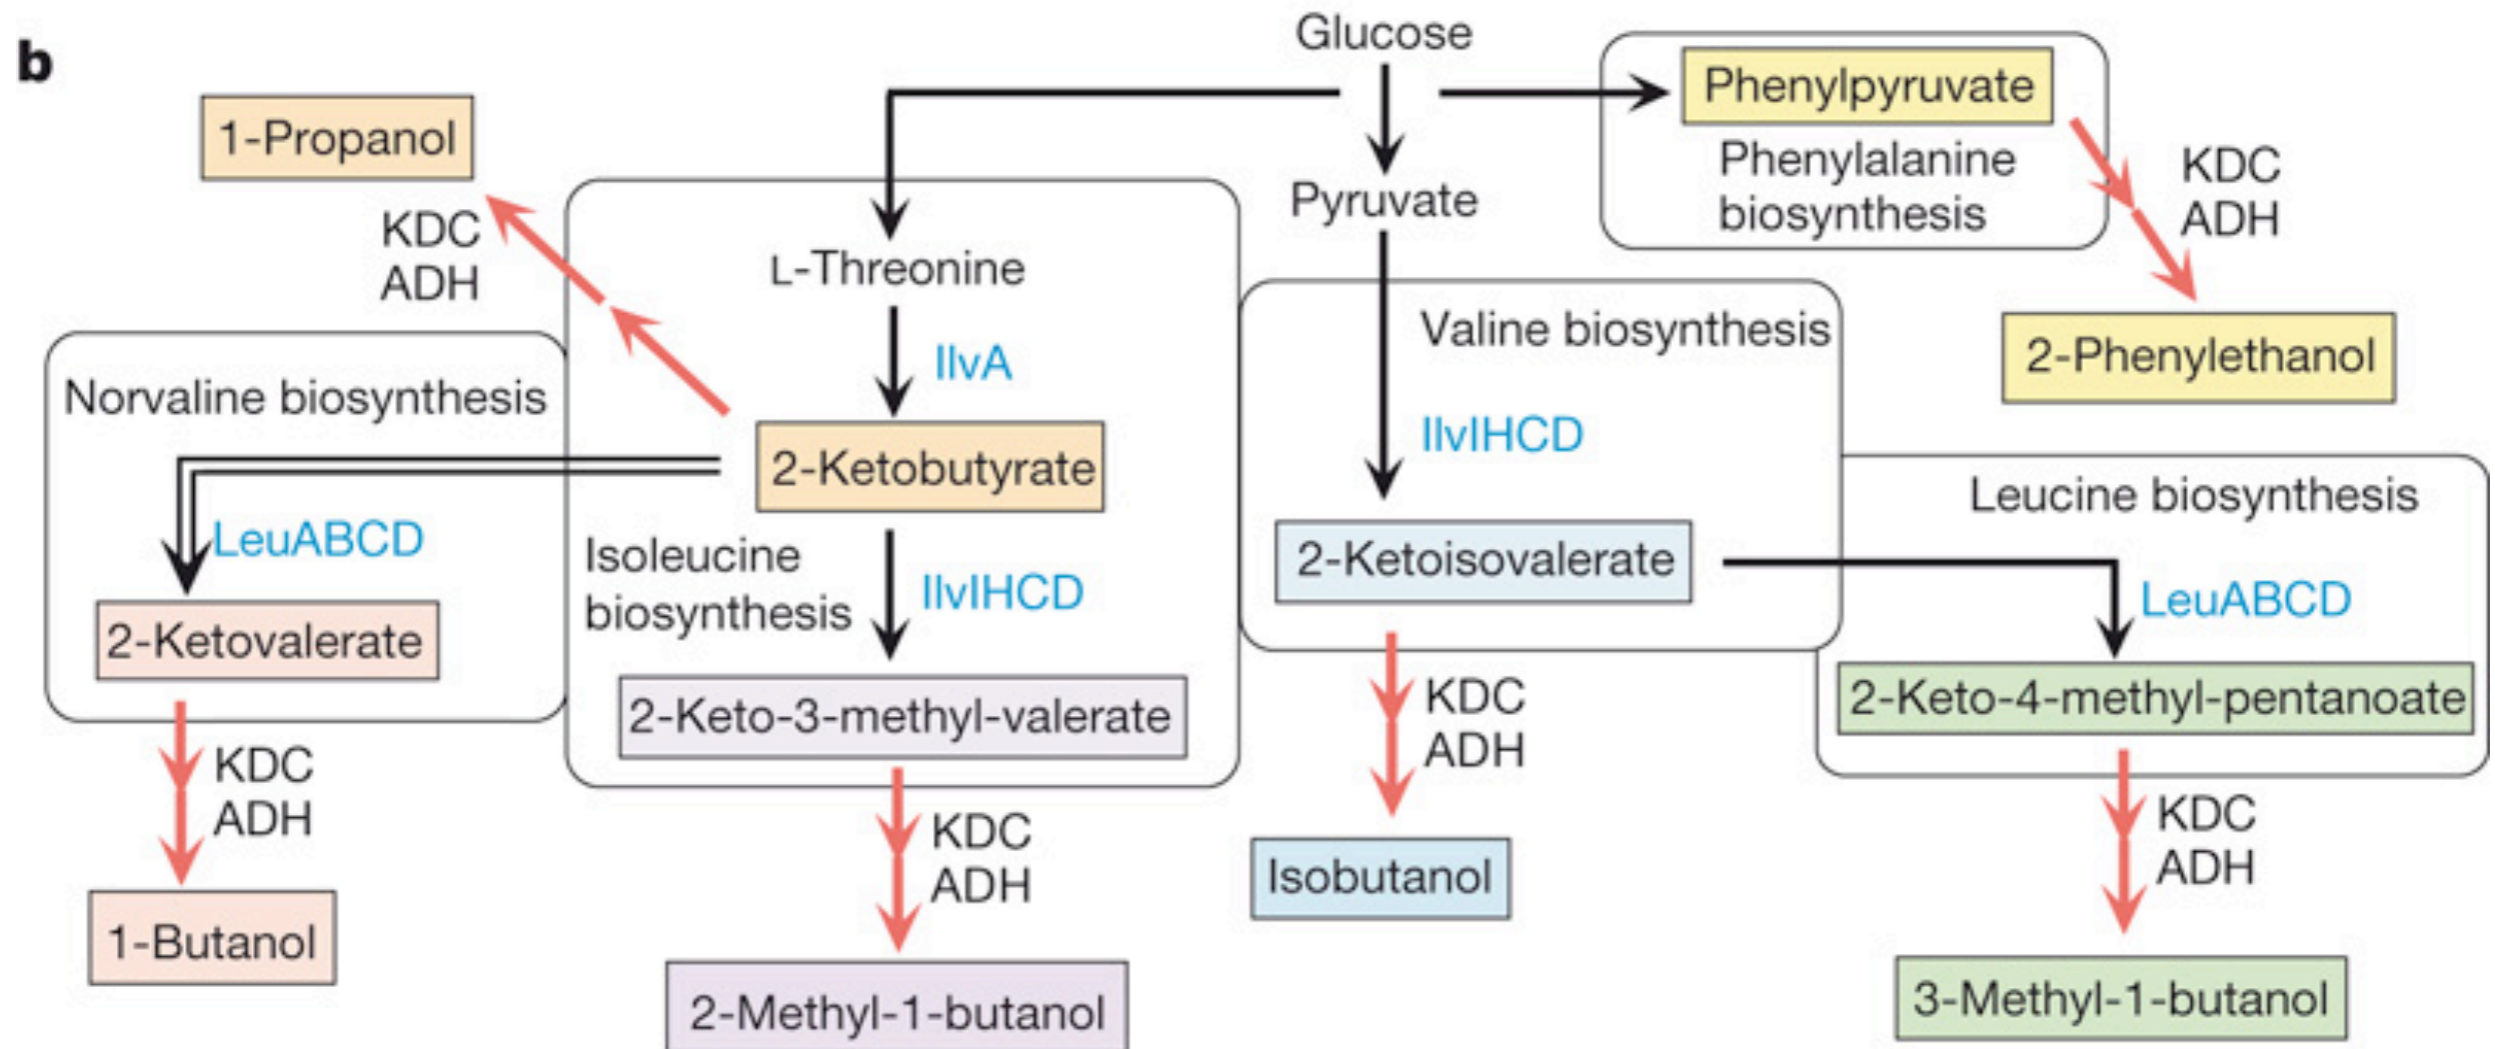 b
Glucose
Phenylpyruvate
Phenylalanine
biosynthesis
KDC
ADH
2-Phenylethanol
1-Propanol
KDC
ADH
Pyruvate
L-Threonine
IlvA
2-Ketobutyrate
Isoleucine
biosynthesis
IlvIHCD
2-Keto-3-methyl-valerate
KDC
ADH
2-Methyl-1-butanol
Norvaline biosynthesis
LeuABCD
2-Ketovalerate
KDC
ADH
1-Butanol
Valine biosynthesis
IlvIHCD
2-Ketoisovalerate
KDC
ADH
Isobutanol
Leucine biosynthesis
LeuABCD
2-Keto-4-methyl-pentanoate
KDC
ADH
3-Methyl-1-butanol